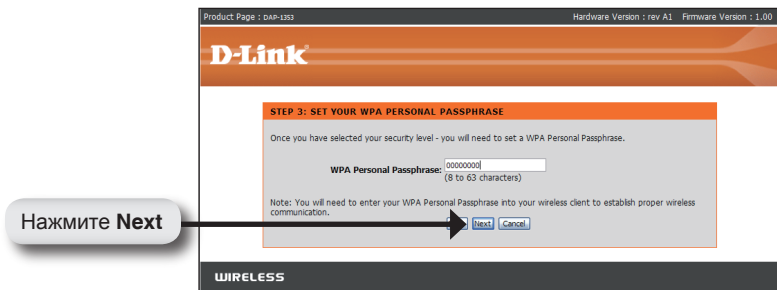 Product Page : DAP-1353 Hardware Version : rev A1 Firmware Version : 1.00
D-Link
STEP 3: SET YOUR WPA PERSONAL PASSPHRASE
Once you have selected your security level - you will need to set a WPA Personal Passphrase.
WPA Personal Passphrase: 00000000
(8 to 63 characters)
Note: You will need to enter your WPA Personal Passphrase into your wireless client to establish proper wireless
communication.
Нажмите Next
Next Cancel
WIRELESS